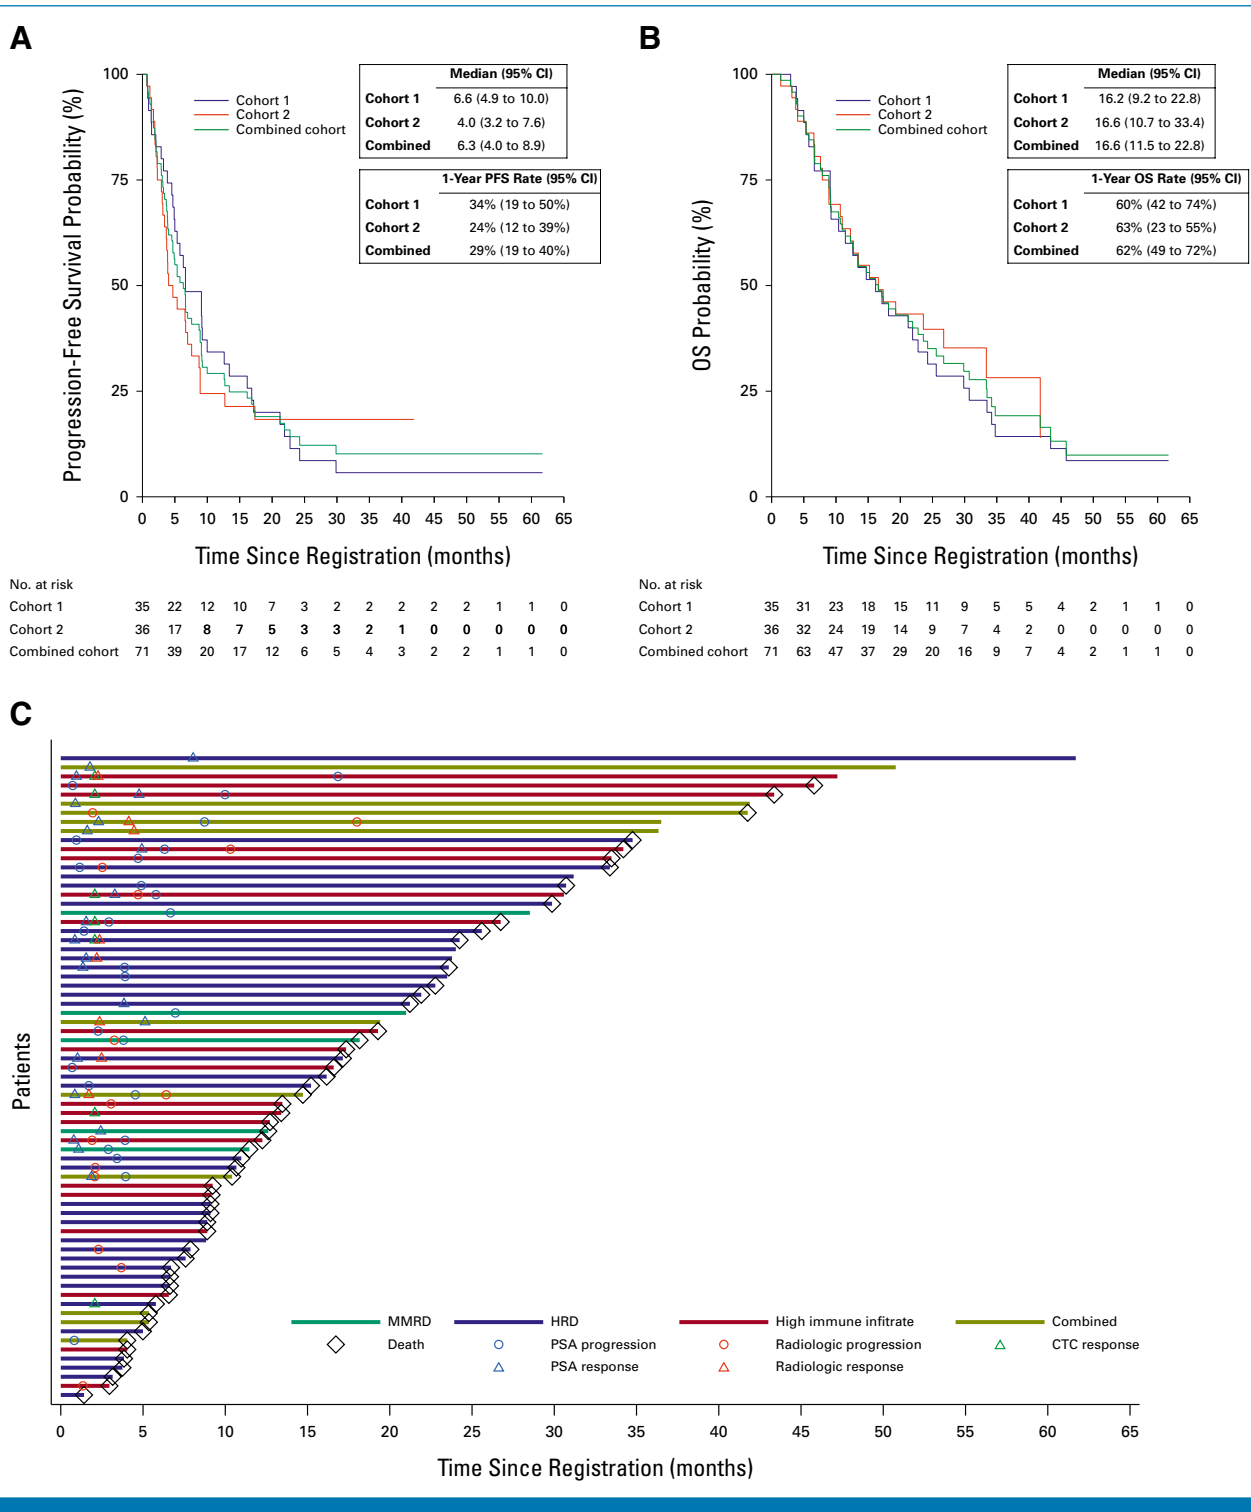 A
Progression-Free Survival Probability (%)
100
75
50
25
0
Cohort 1
Cohort 2
Combined cohort
Median (95% CI)
Cohort 1 6.6 (4.9 to 10.0)
Cohort 2 4.0 (3.2 to 7.6)
Combined 6.3 (4.0 to 8.9)
1-Year PFS Rate (95% CI)
Cohort 1 34% (19 to 50%)
Cohort 2 24% (12 to 39%)
Combined 29% (19 to 40%)
0 5 10 15 20 25 30 35 40 45 50 55 60 65
Time Since Registration (months)
No. at risk
Cohort 1 35 22 12 10 7 3 2 2 2 2 2 1 1 0
Cohort 2 36 17 8 7 5 3 3 2 1 0 0 0 0 0
Combined cohort 71 39 20 17 12 6 5 4 3 2 2 1 1 0
B
OS Probability (%)
100
75
50
25
0
Cohort 1
Cohort 2
Combined cohort
Median (95% CI)
Cohort 1 16.2 (9.2 to 22.8)
Cohort 2 16.6 (10.7 to 33.4)
Combined 16.6 (11.5 to 22.8)
1-Year OS Rate (95% CI)
Cohort 1 60% (42 to 74%)
Cohort 2 63% (23 to 55%)
Combined 62% (49 to 72%)
0 5 10 15 20 25 30 35 40 45 50 55 60 65
Time Since Registration (months)
No. at risk
Cohort 1 35 31 23 18 15 11 9 5 5 4 2 1 1 0
Cohort 2 36 32 24 19 14 9 7 4 2 0 0 0 0 0
Combined cohort 71 63 47 37 29 20 16 9 7 4 2 1 1 0
C
Patients
MMRD HRD High immune infitrate Combined
Death PSA progression Radiologic progression CTC response
PSA response Radiologic response
0 5 10 15 20 25 30 35 40 45 50 55 60 65
Time Since Registration (months)